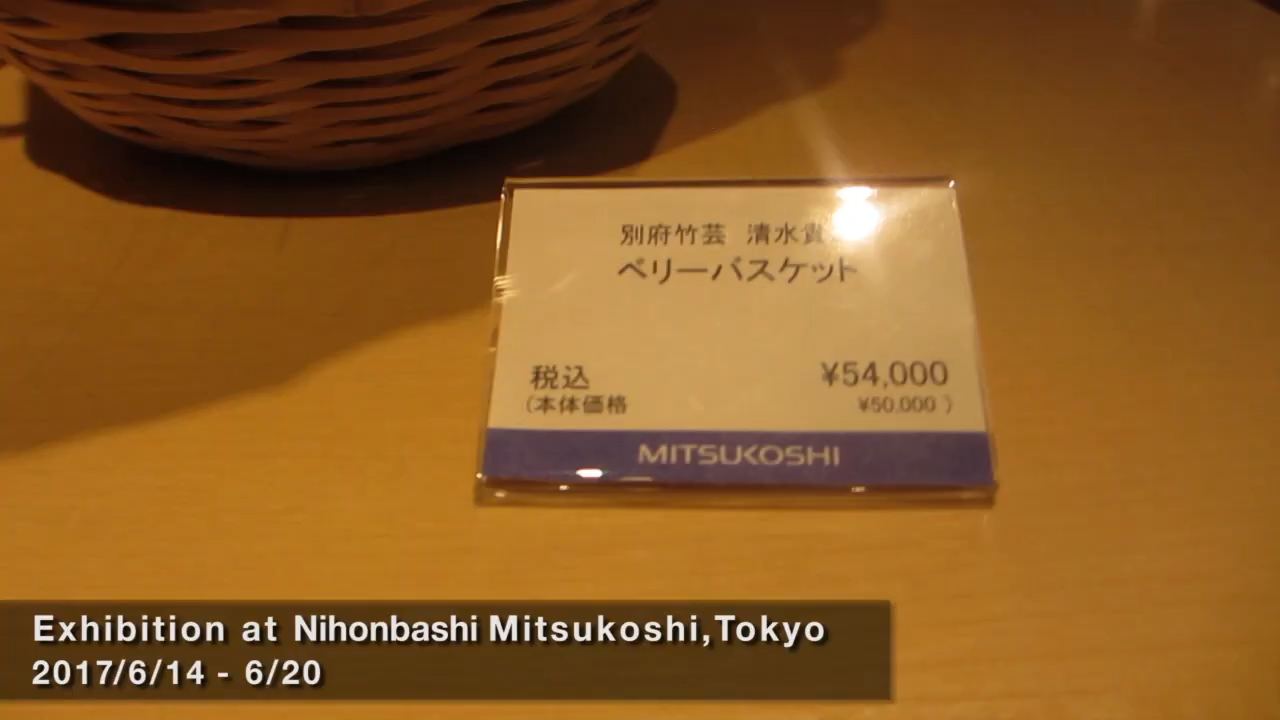 別府竹芸 清水貴
ベリーバスケット
税込 ¥54,000
(本体価格 ¥50,000 )
MITSUKOSHI
Exhibition at Nihonbashi Mitsukoshi,Tokyo
2017/6/14 - 6/20